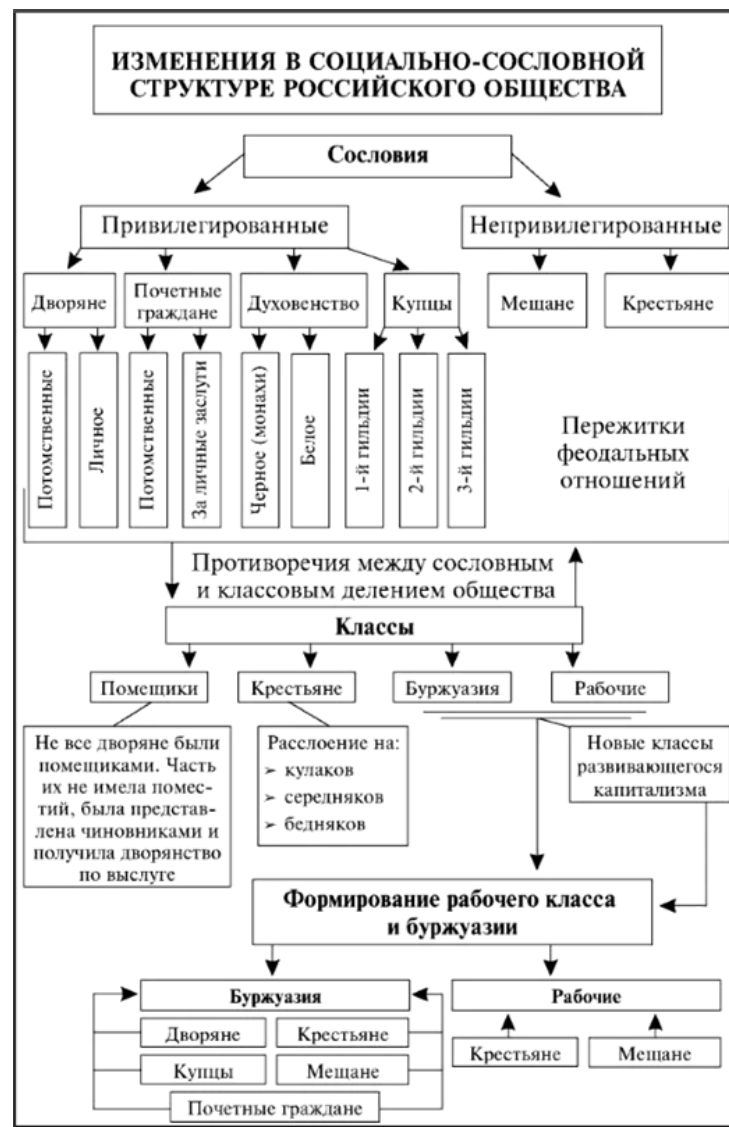 ИЗМЕНЕНИЯ В СОЦИАЛЬНО-СОСЛОВНОЙ
СТРУКТУРЕ РОССИЙСКОГО ОБЩЕСТВА
Сословия
Привилегированные
Непривилегированные
Дворяне
Почетные
граждане
Духовенство
Купцы
Мещане
Крестьяне
Потомственные
Личное
Потомственные
За личные заслуги
Черное (монахи)
Белое
1-й гильдии
2-й гильдии
3-й гильдии
Пережитки
феодальных
отношений
Противоречия между сословным
и классовым делением общества
Классы
Помещики
Крестьяне
Буржуазия
Рабочие
Не все дворяне были
помещиками. Часть
их не имела помес-
тий, была представ-
лена чиновниками и
получила дворянство
по выслуге
Расслоение на:
➢ кулаков
➢ середняков
➢ бедняков
Новые классы
развивающегося
капитализма
Формирование рабочего класса
и буржуазии
Буржуазия
Рабочие
Дворяне
Крестьяне
Купцы
Мещане
Почетные граждане
Крестьяне
Мещане